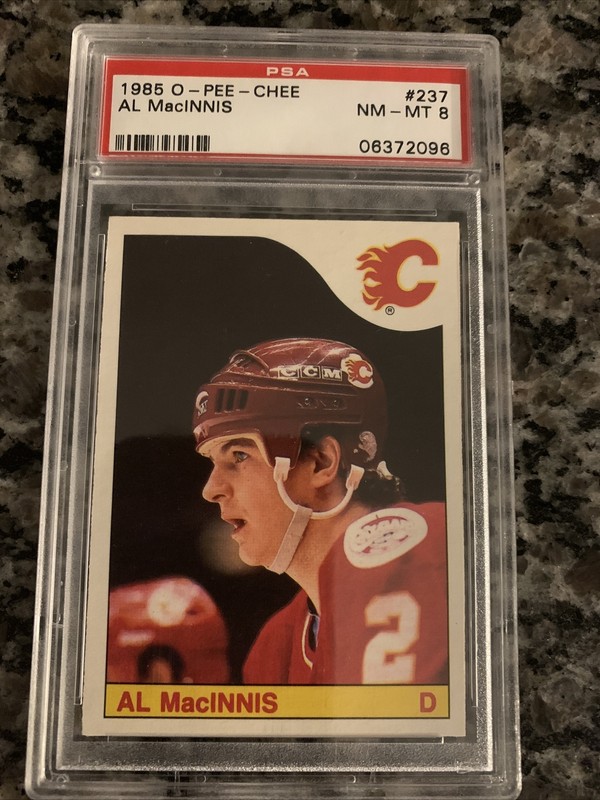 PSA
1985 O-PEE-CHEE #237
AL MacINNIS NM-MT 8
06372096
C
®
CCM
2
AL MacINNIS D